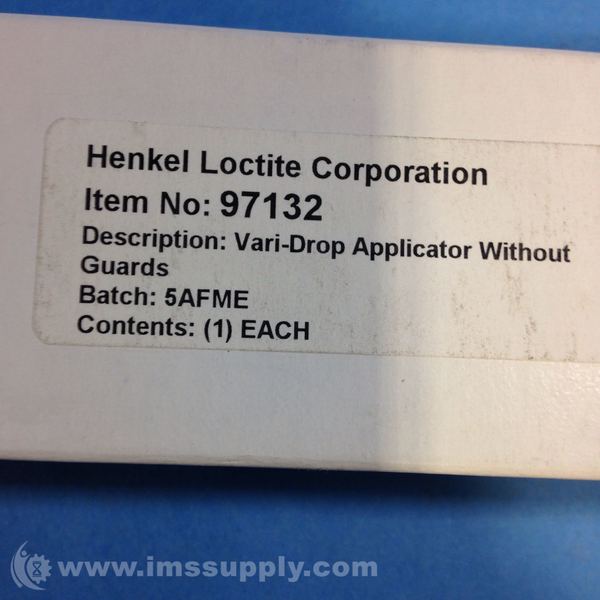 Henkel Loctite Corporation
Item No: 97132
Description: Vari-Drop Applicator Without
Guards
Batch: 5AFME
Contents: (1) EACH
www.imssupply.com